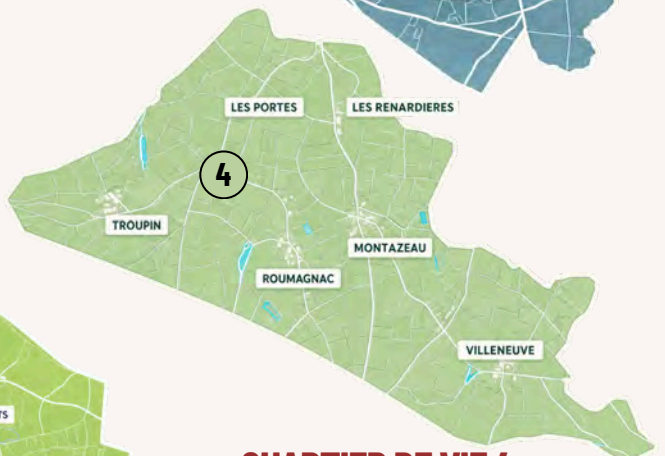 LES PORTES
LES RENARDIERES
4
TROUPIN
MONTAZEAU
ROUMAGNAC
VILLENEUVE